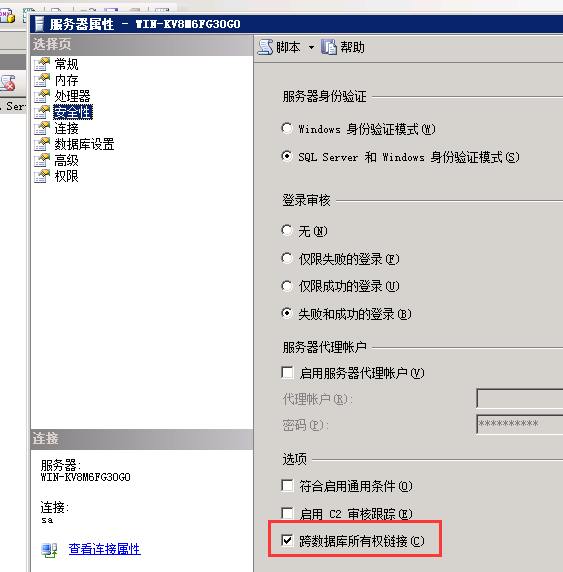 服务器属性 - WIN-KV8M6FG30GO
选择页
常规
内存
处理器
安全性
连接
数据库设置
高级
权限
脚本 帮助
服务器身份验证
Windows 身份验证模式(W)
SQL Server 和 Windows 身份验证模式(S)
登录审核
无(N)
仅限失败的登录(F)
仅限成功的登录(U)
失败和成功的登录(B)
服务器代理帐户
启用服务器代理帐户(V)
代理帐户(R):
密码(P): **********
选项
符合启用通用条件(O)
启用 C2 审核跟踪(E)
跨数据库所有权链接(C)
连接
服务器:
WIN-KV8M6FG30GO
连接:
sa
查看连接属性